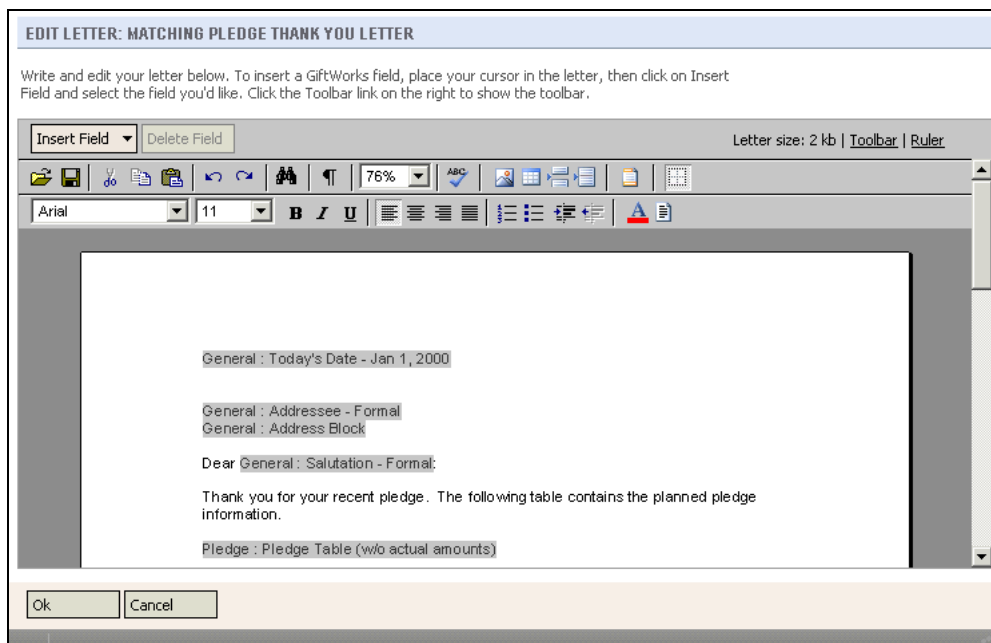 EDIT LETTER: MATCHING PLEDGE THANK YOU LETTER
Write and edit your letter below. To insert a GiftWorks field, place your cursor in the letter, then click on Insert
Field and select the field you'd like. Click the Toolbar link on the right to show the toolbar.
Insert Field Delete Field Letter size: 2 kb | Toolbar | Ruler
76% ABC
Arial 11 B I U A
General : Today's Date - Jan 1, 2000
General : Addressee - Formal
General : Address Block
Dear General : Salutation - Formal:
Thank you for your recent pledge. The following table contains the planned pledge
information.
Pledge : Pledge Table (w/o actual amounts)
Ok Cancel